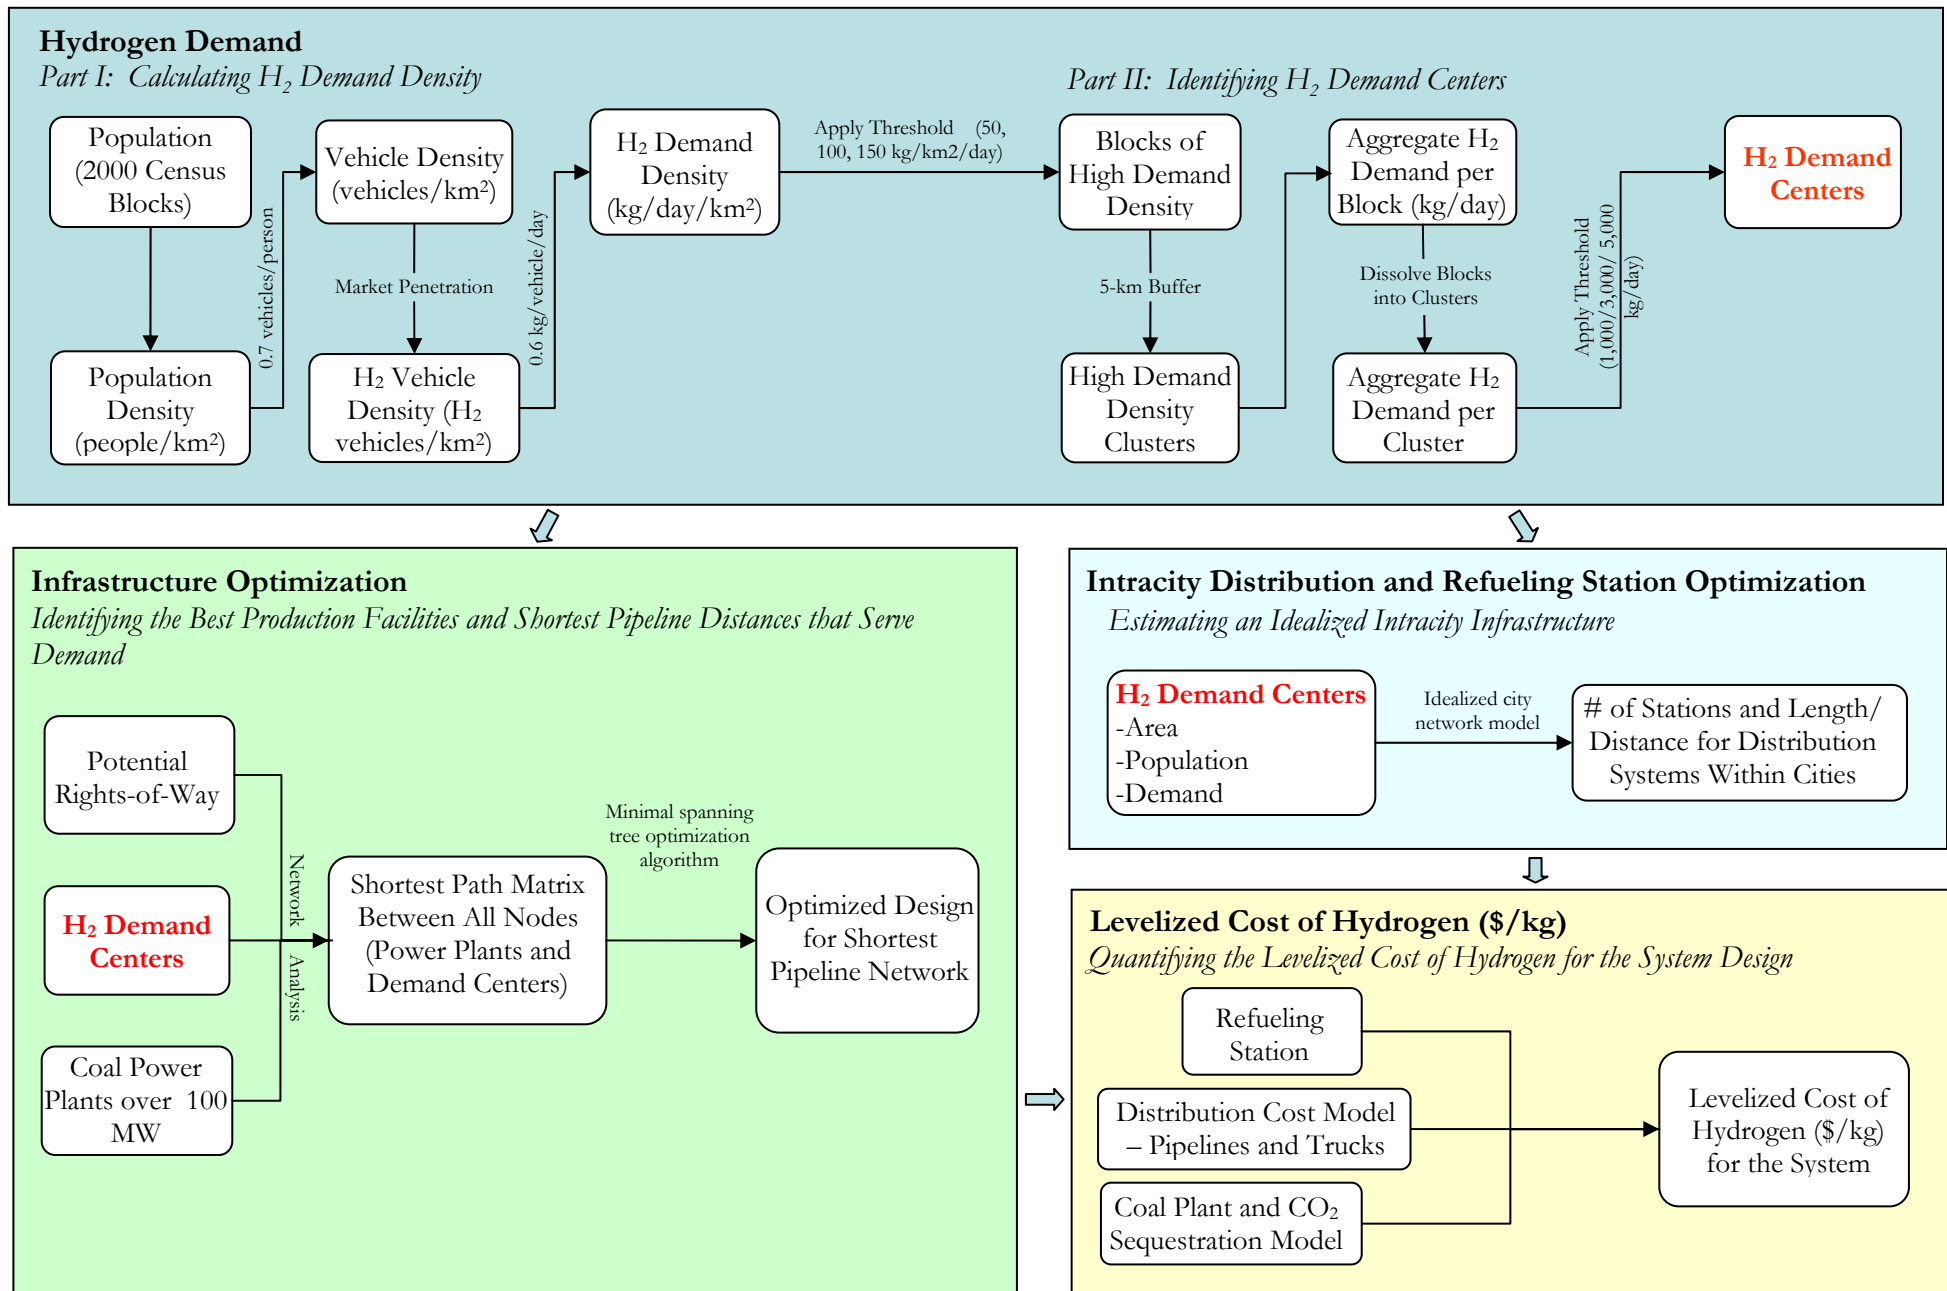 Hydrogen Demand
Part I: Calculating H₂ Demand Density
Part II: Identifying H₂ Demand Centers
Population
(2000 Census
Blocks)
Population
Density
(people/km²)
0.7 vehicles/person
Vehicle Density
(vehicles/km²)
Market Penetration
H₂ Vehicle
Density (H₂
vehicles/km²)
0.6 kg/vehicle/day
H₂ Demand
Density
(kg/day/km²)
Apply Threshold (50,
100, 150 kg/km2/day)
Blocks of
High Demand
Density
5-km Buffer
High Demand
Density
Clusters
Aggregate H₂
Demand per
Block (kg/day)
Dissolve Blocks
into Clusters
Aggregate H₂
Demand per
Cluster
Apply Threshold
(1,000/3,000/ 5,000
kg/day)
H₂ Demand
Centers
Infrastructure Optimization
Identifying the Best Production Facilities and Shortest Pipeline Distances that Serve
Demand
Potential
Rights-of-Way
H₂ Demand
Centers
Coal Power
Plants over 100
MW
Network Analysis
Shortest Path Matrix
Between All Nodes
(Power Plants and
Demand Centers)
Minimal spanning
tree optimization
algorithm
Optimized Design
for Shortest
Pipeline Network
Intracity Distribution and Refueling Station Optimization
Estimating an Idealized Intracity Infrastructure
H₂ Demand Centers
-Area
-Population
-Demand
Idealized city
network model
# of Stations and Length/
Distance for Distribution
Systems Within Cities
Levelized Cost of Hydrogen ($/kg)
Quantifying the Levelized Cost of Hydrogen for the System Design
Refueling
Station
Distribution Cost Model
– Pipelines and Trucks
Coal Plant and CO₂
Sequestration Model
Levelized Cost of
Hydrogen ($/kg)
for the System